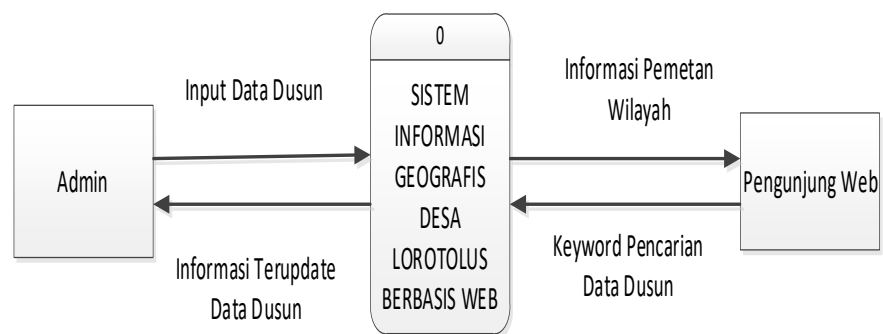 0
Input Data Dusun
Informasi Pemetan
Wilayah
SISTEM
INFORMASI
GEOGRAFIS
DESA
LOROTOLUS
BERBASIS WEB
Admin
Pengunjung Web
Informasi Terupdate
Data Dusun
Keyword Pencarian
Data Dusun